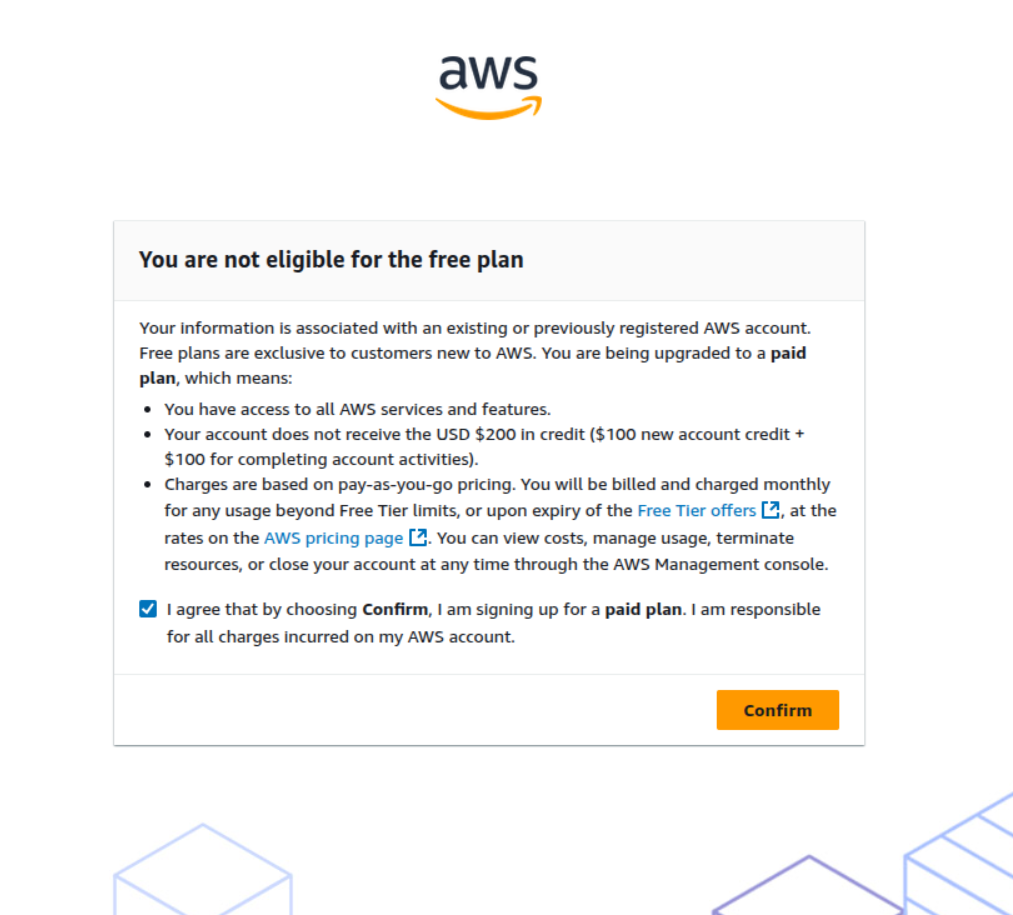 aws
You are not eligible for the free plan
Your information is associated with an existing or previously registered AWS account.
Free plans are exclusive to customers new to AWS. You are being upgraded to a paid
plan, which means:
• You have access to all AWS services and features.
• Your account does not receive the USD $200 in credit ($100 new account credit +
$100 for completing account activities).
• Charges are based on pay-as-you-go pricing. You will be billed and charged monthly
for any usage beyond Free Tier limits, or upon expiry of the Free Tier offers, at the
rates on the AWS pricing page. You can view costs, manage usage, terminate
resources, or close your account at any time through the AWS Management console.
I agree that by choosing Confirm, I am signing up for a paid plan. I am responsible
for all charges incurred on my AWS account.
Confirm